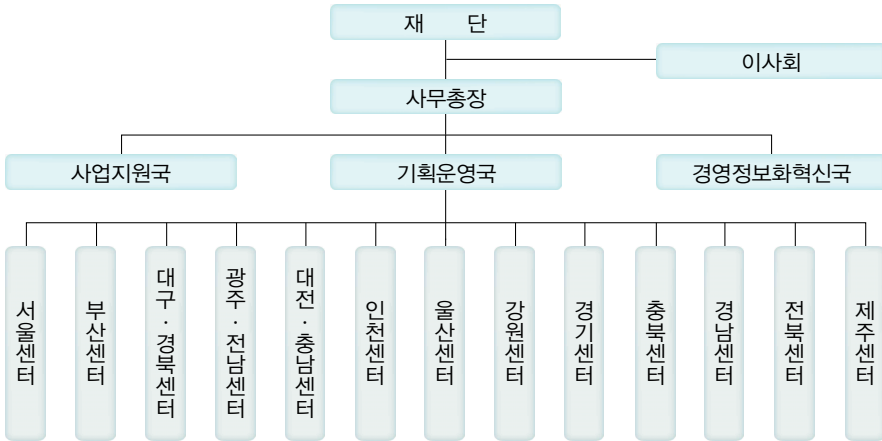 재 단
이사회
사무총장
사업지원국
기획운영국
경영정보화혁신국
서울센터
부산센터
대구·경북센터
광주·전남센터
대전·충남센터
인천센터
울산센터
강원센터
경기센터
충북센터
경남센터
전북센터
제주센터